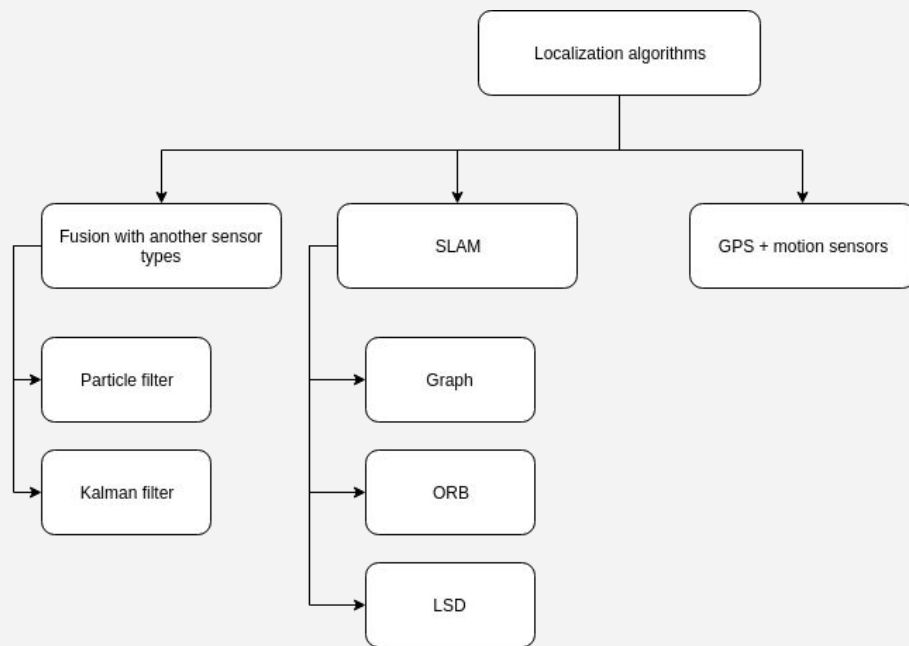 Localization algorithms
Fusion with another sensor
types
SLAM
GPS + motion sensors
Particle filter
Graph
Kalman filter
ORB
LSD